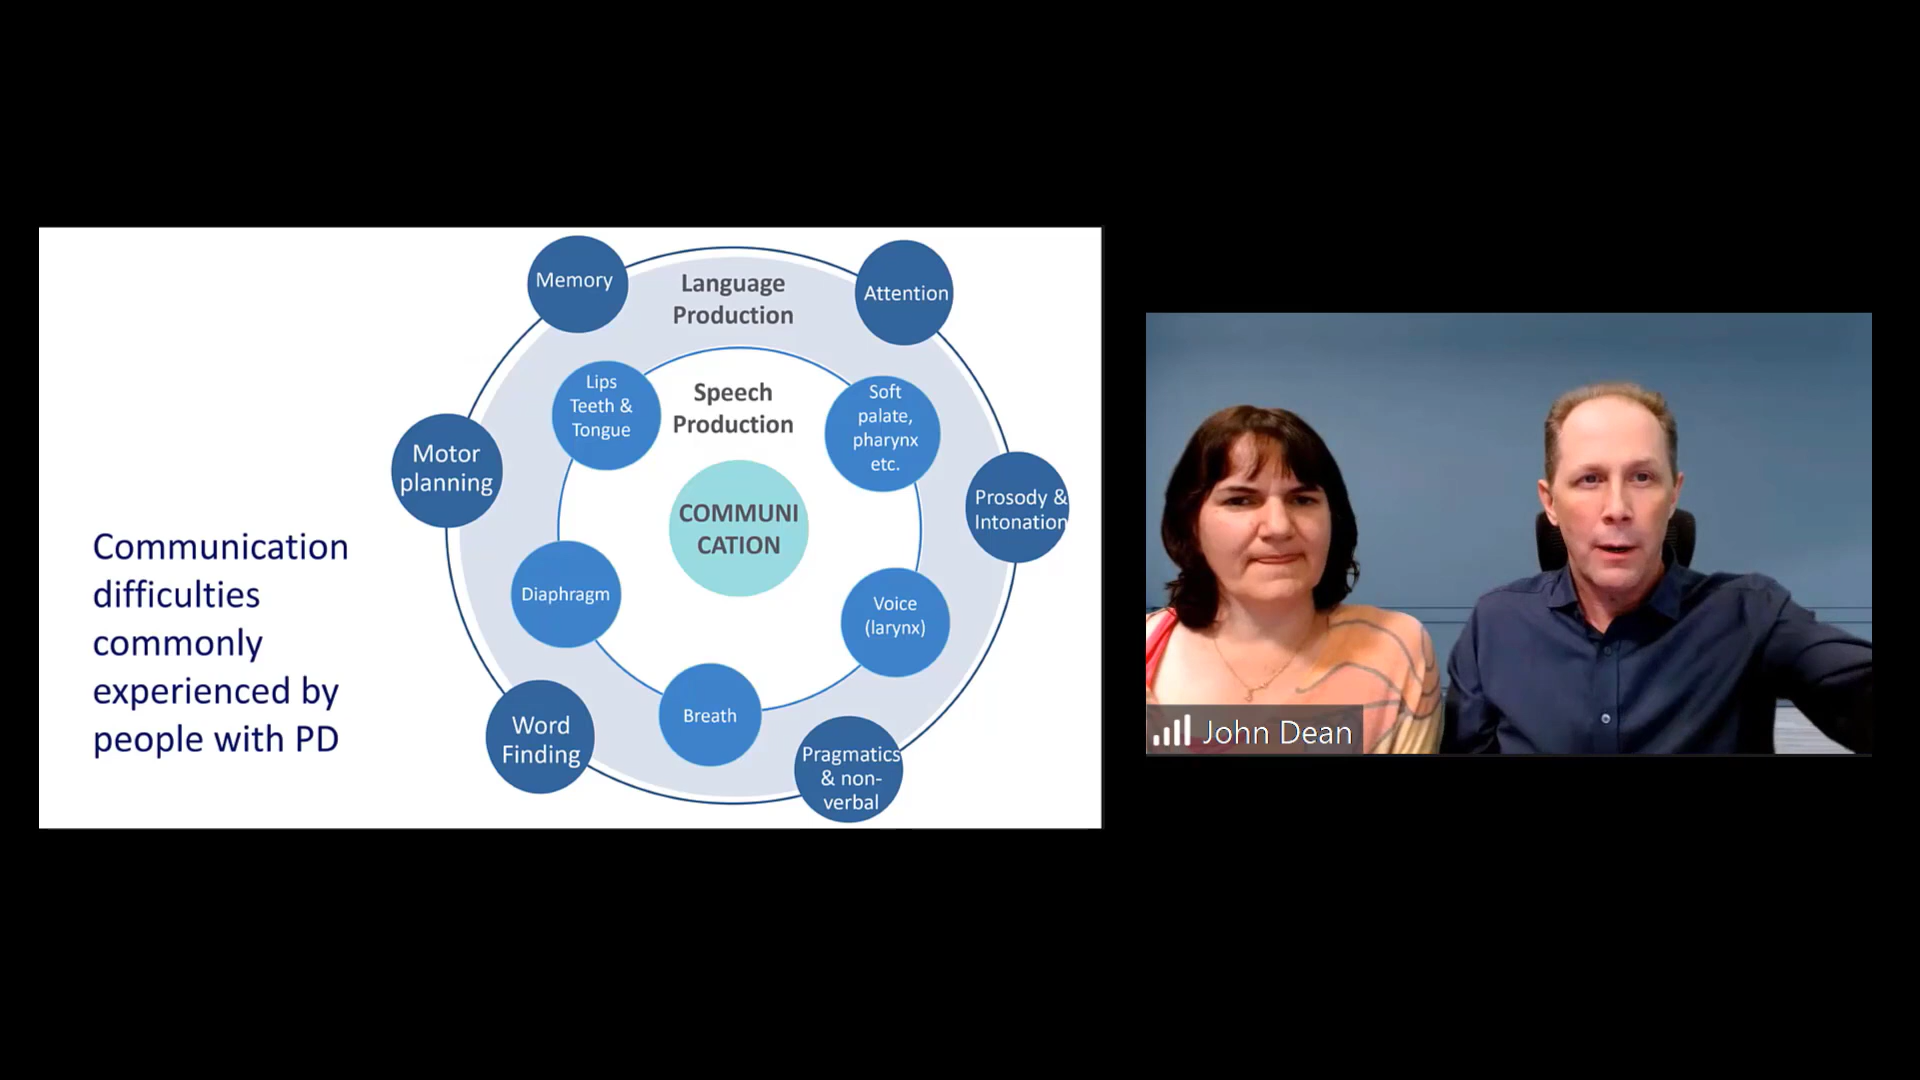 Communication
difficulties
commonly
experienced by
people with PD
Memory
Language
Production
Attention
Lips
Teeth &
Tongue
Speech
Production
Soft
palate,
pharynx
etc.
Motor
planning
COMMUNI
CATION
Prosody &
Intonation
Diaphragm
Voice
(larynx)
Word
Finding
Breath
Pragmatics
& non-
verbal
John Dean